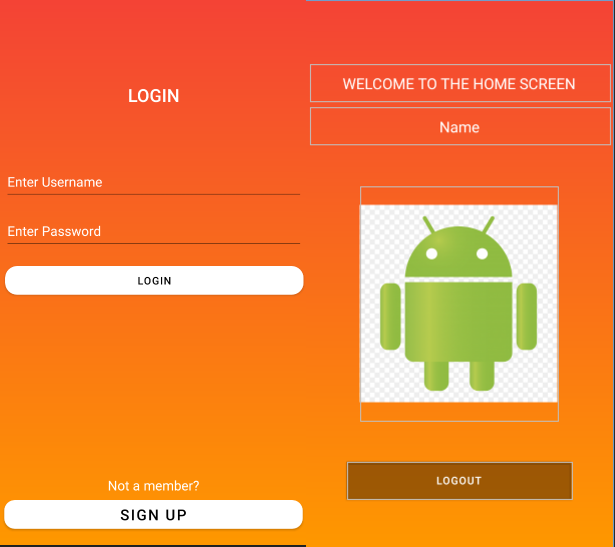 LOGIN
Enter Username
Enter Password
LOGIN
Not a member?
SIGN UP
WELCOME TO THE HOME SCREEN
Name
LOGOUT